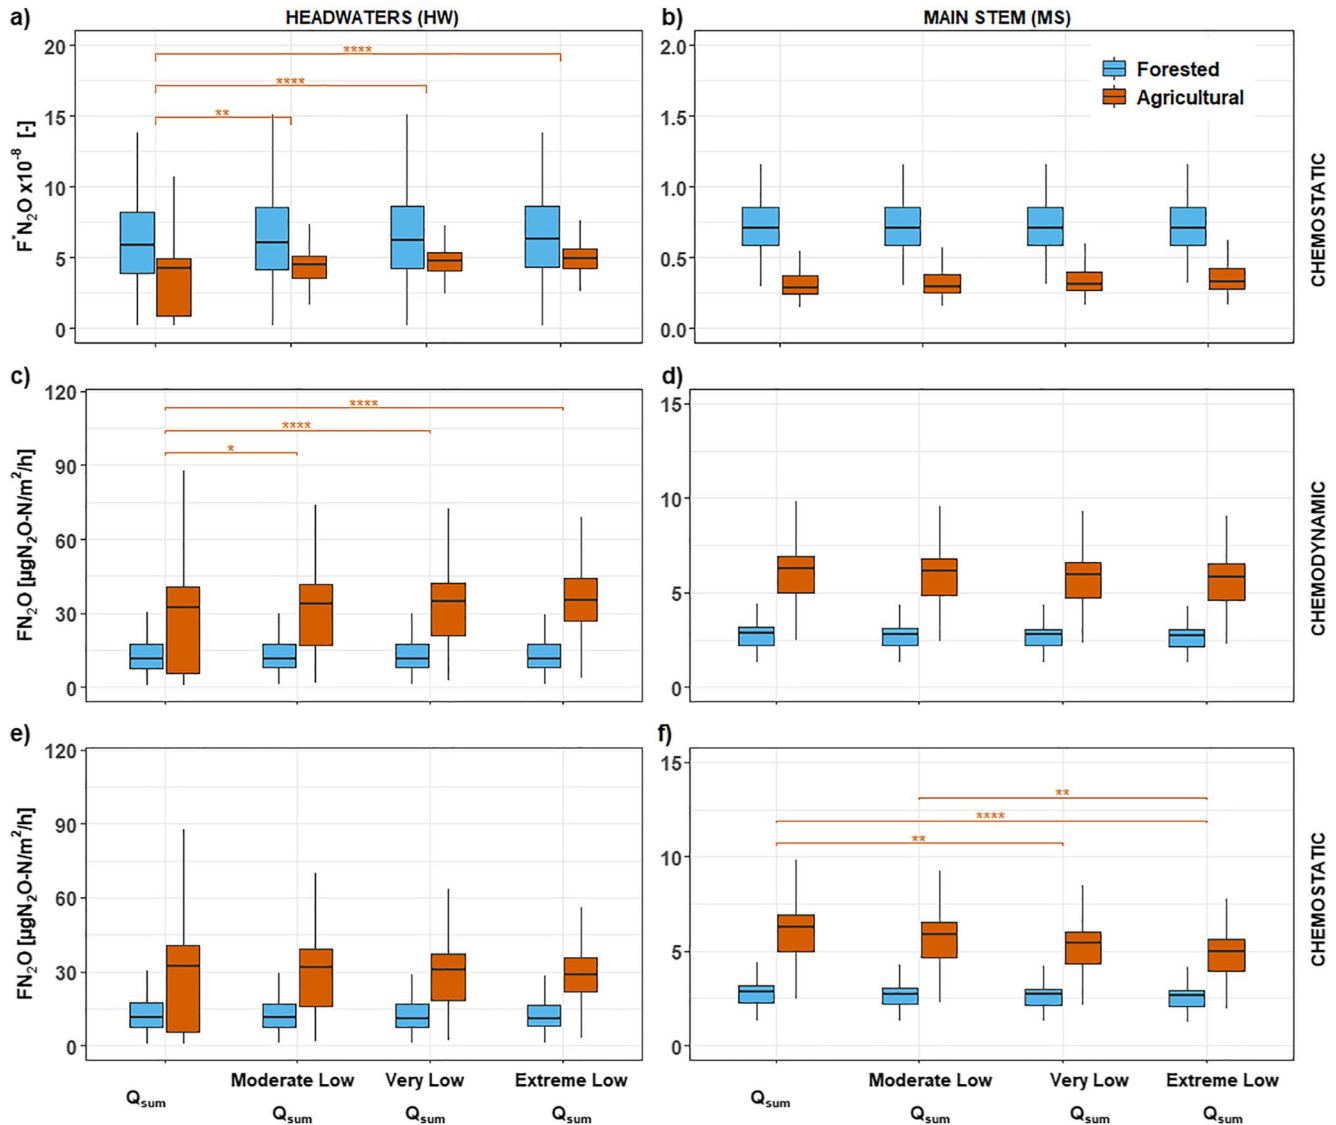 a)
HEADWATERS (HW)
b)
MAIN STEM (MS)
F*N2O x10-8 [-]
20
15
10
5
0
****
****
**
2.0
1.5
1.0
0.5
0.0
Forested
Agricultural
CHEMOSTATIC
c)
d)
FN2O [µgN2O-N/m2/h]
120
90
60
30
0
****
****
*
15
10
5
0
CHEMODYNAMIC
e)
f)
FN2O [µgN2O-N/m2/h]
120
90
60
30
0
15
10
5
0
**
****
**
CHEMOSTATIC
Qsum
Moderate Low
Qsum
Very Low
Qsum
Extreme Low
Qsum
Qsum
Moderate Low
Qsum
Very Low
Qsum
Extreme Low
Qsum